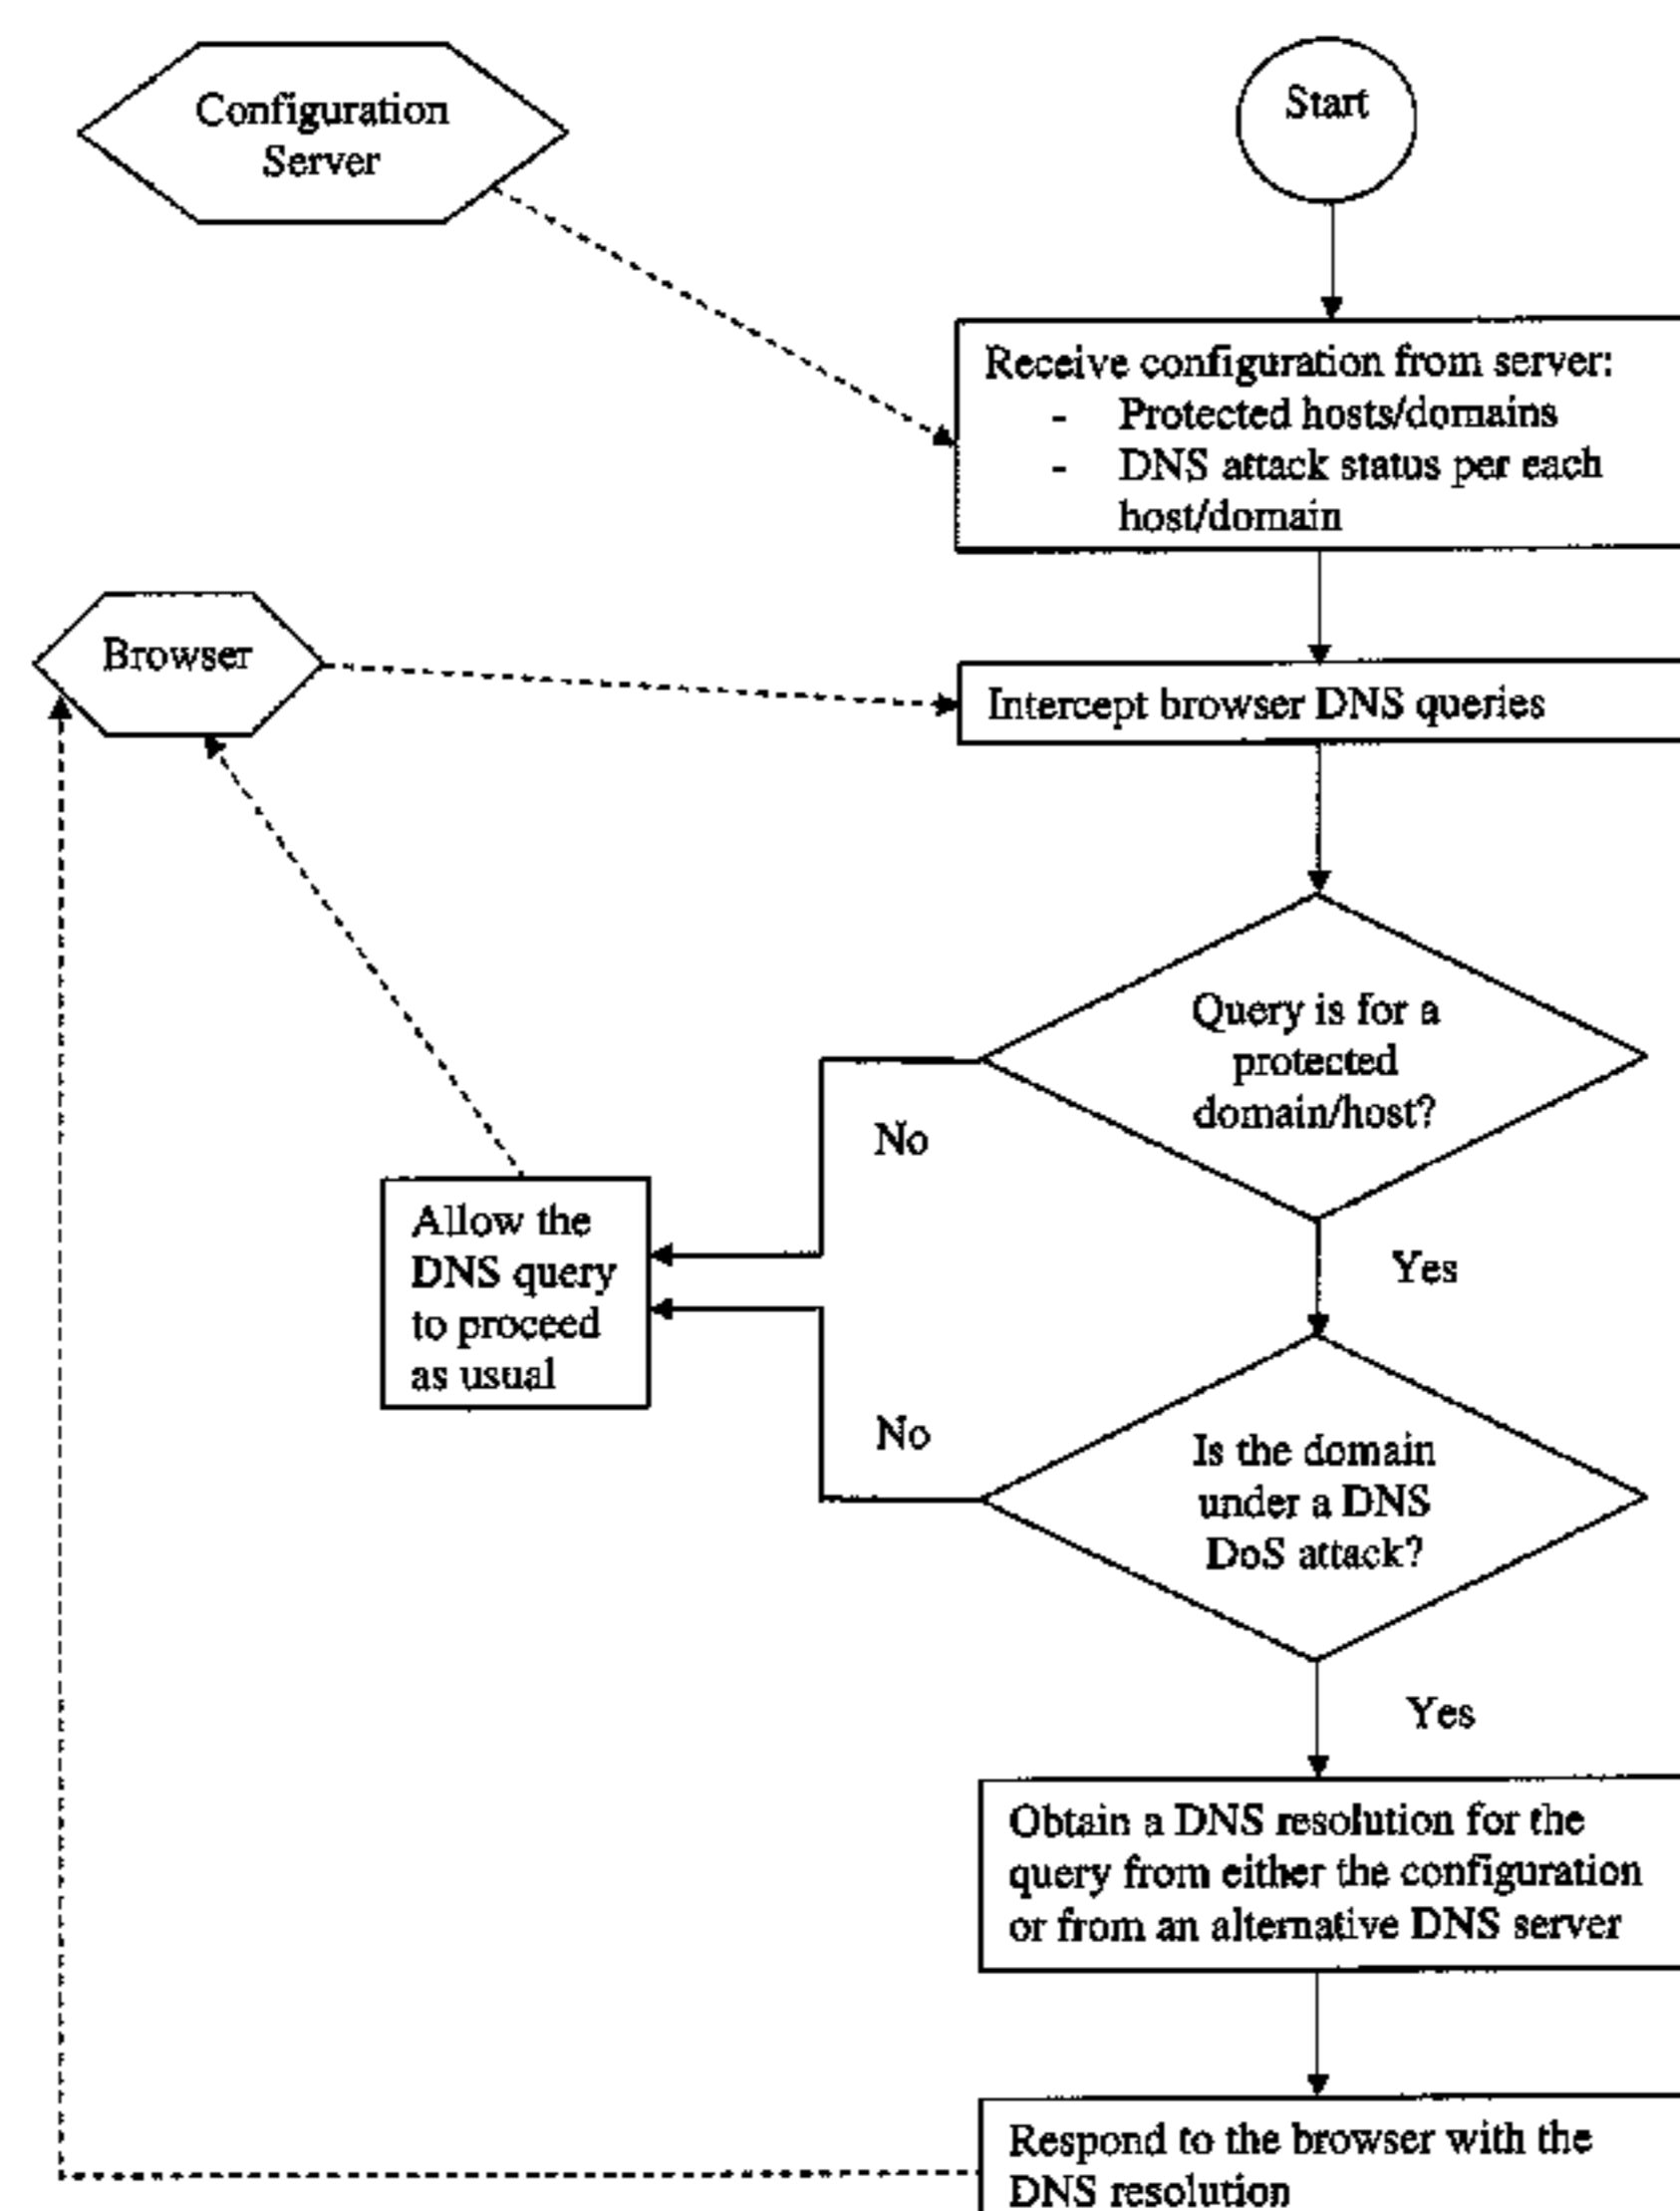 Configuration
Server
Start
Receive configuration from server:
- Protected hosts/domains
- DNS attack status per each
host/domain
Browser
Intercept browser DNS queries
Query is for a
protected
domain/host?
No
Allow the
DNS query
to proceed
as usual
Yes
No
Is the domain
under a DNS
DoS attack?
Yes
Obtain a DNS resolution for the
query from either the configuration
or from an alternative DNS server
Respond to the browser with the
DNS resolution